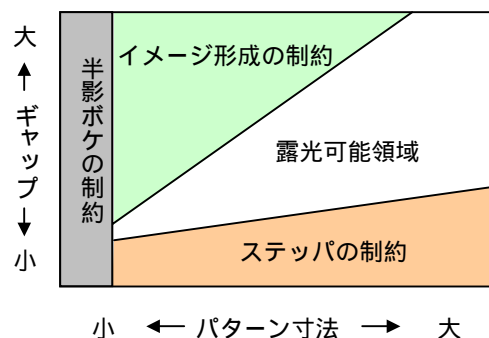 大
↑
ギャップ
↓
小
半影ボケの制約
イメージ形成の制約
露光可能領域
ステッパの制約
小 ← パターン寸法 → 大